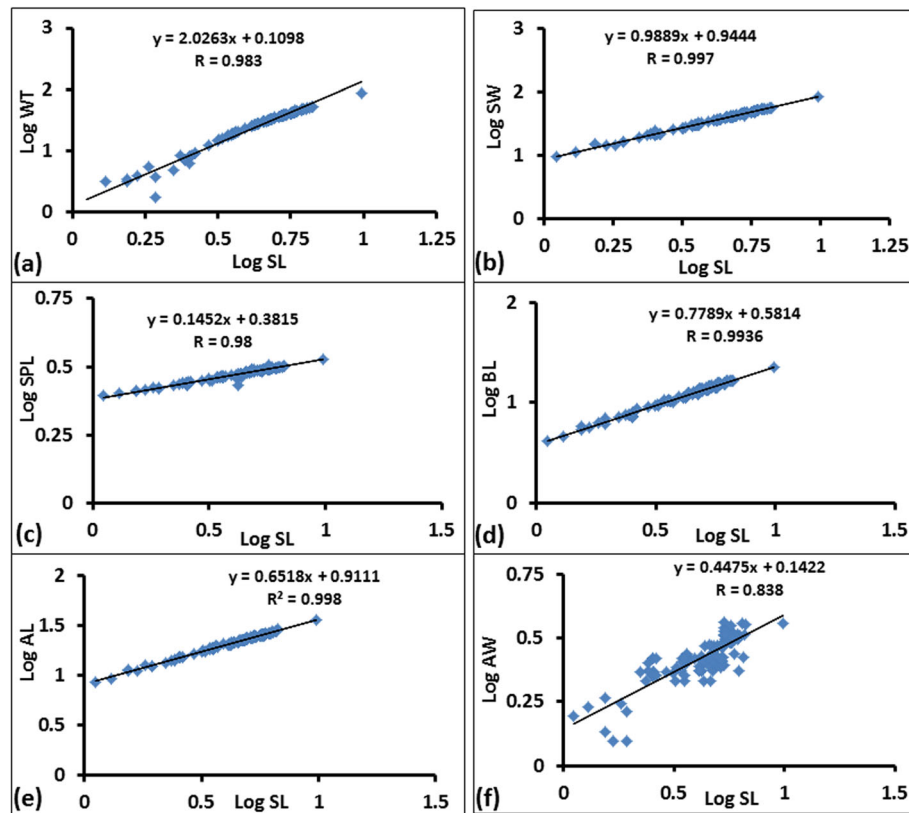 y = 2.0263x + 0.1098
R = 0.983
Log WT
3
2
1
0
0 0.25 0.5 0.75 1 1.25
Log SL
(a)
y = 0.9889x + 0.9444
R = 0.997
Log SW
3
2
1
0
0 0.25 0.5 0.75 1 1.25
Log SL
(b)
y = 0.1452x + 0.3815
R = 0.98
Log SPL
0.75
0.5
0.25
0
0 0.5 1 1.5
Log SL
(c)
y = 0.7789x + 0.5814
R = 0.9936
Log BL
2
1
0
0 0.5 1 1.5
Log SL
(d)
y = 0.6518x + 0.9111
R² = 0.998
Log AL
2
1.5
1
0.5
0
0 0.5 1 1.5
Log SL
(e)
y = 0.4475x + 0.1422
R = 0.838
Log AW
0.75
0.5
0.25
0
0 0.5 1 1.5
Log SL
(f)